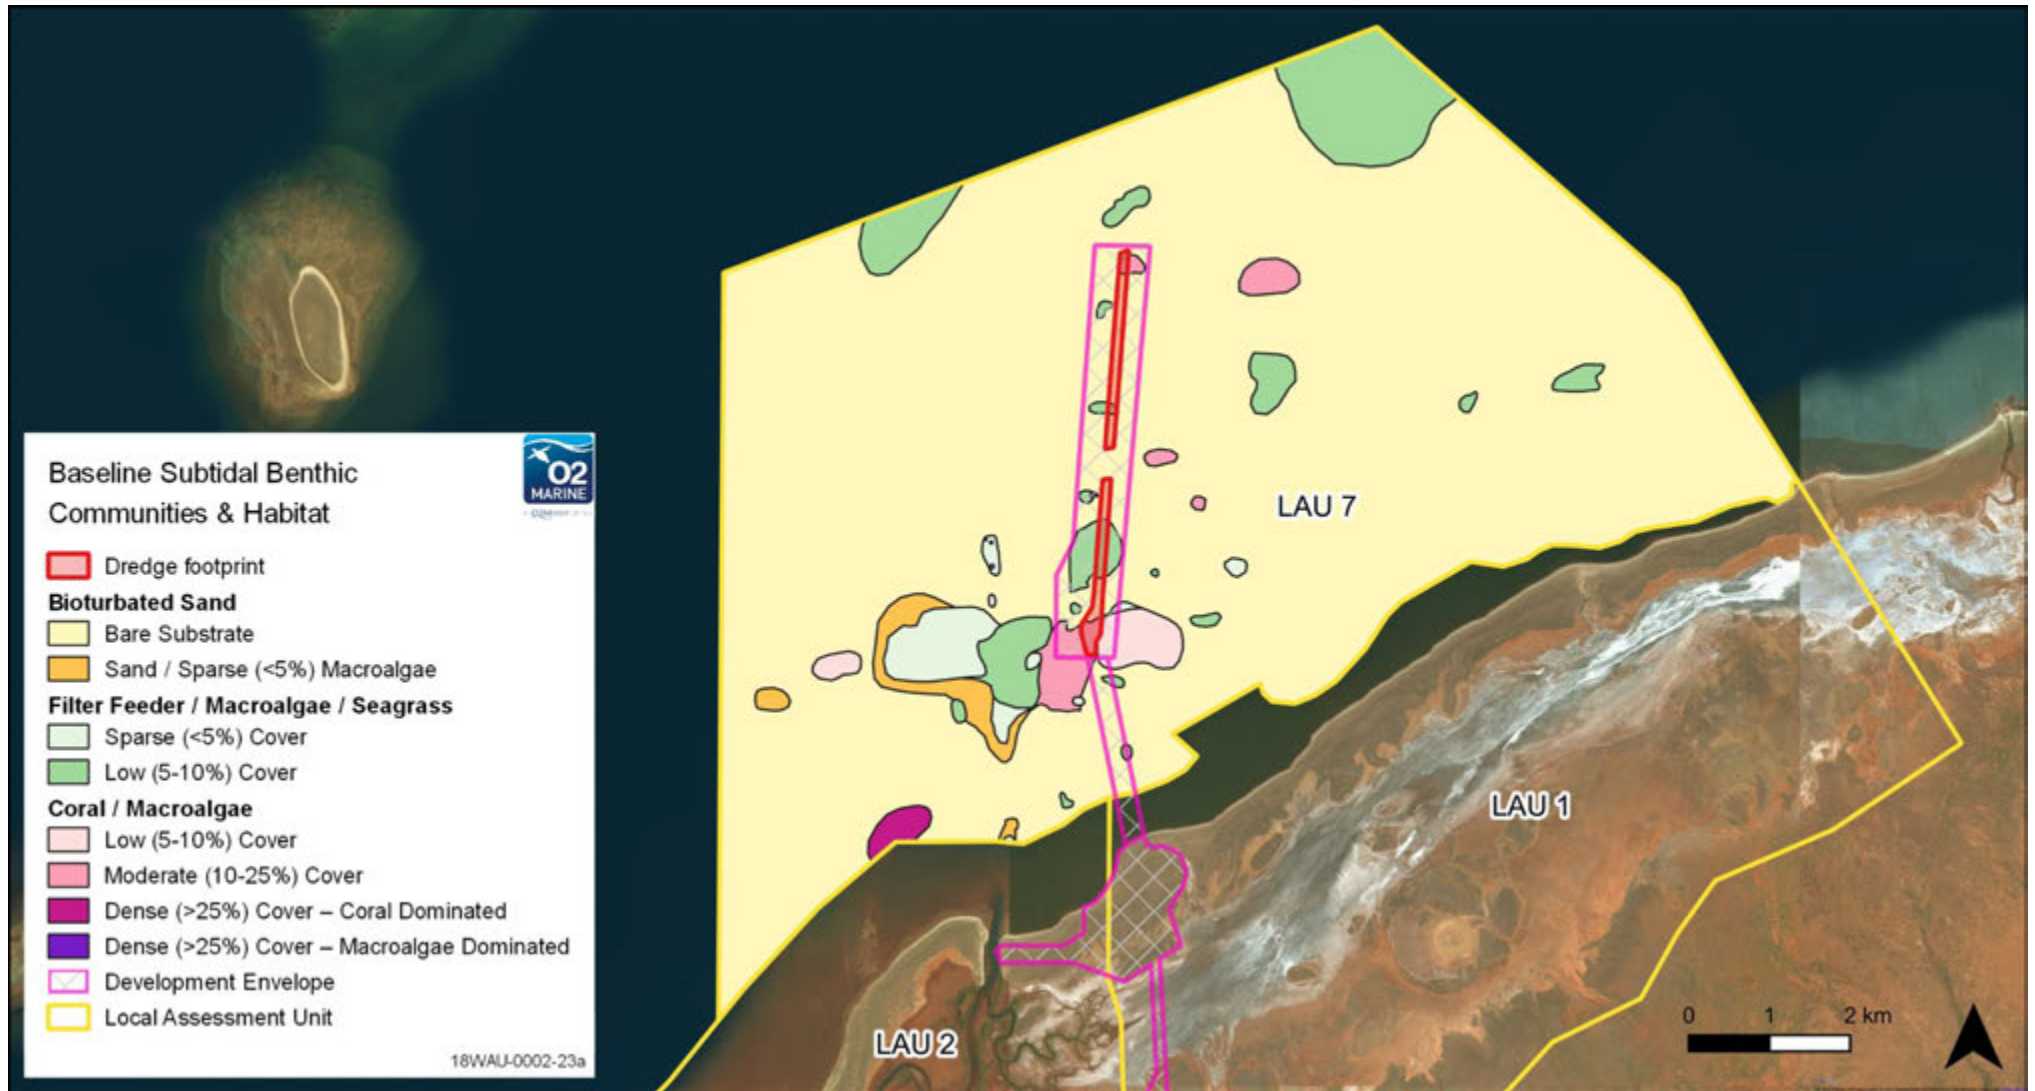 Baseline Subtidal Benthic
Communities & Habitat
O2
MARINE
Dredge footprint
Bioturbated Sand
Bare Substrate
Sand / Sparse (<5%) Macroalgae
Filter Feeder / Macroalgae / Seagrass
Sparse (<5%) Cover
Low (5-10%) Cover
Coral / Macroalgae
Low (5-10%) Cover
Moderate (10-25%) Cover
Dense (>25%) Cover – Coral Dominated
Dense (>25%) Cover – Macroalgae Dominated
Development Envelope
Local Assessment Unit
18WAU-0002-23a
LAU 7
LAU 1
LAU 2
0 1 2 km